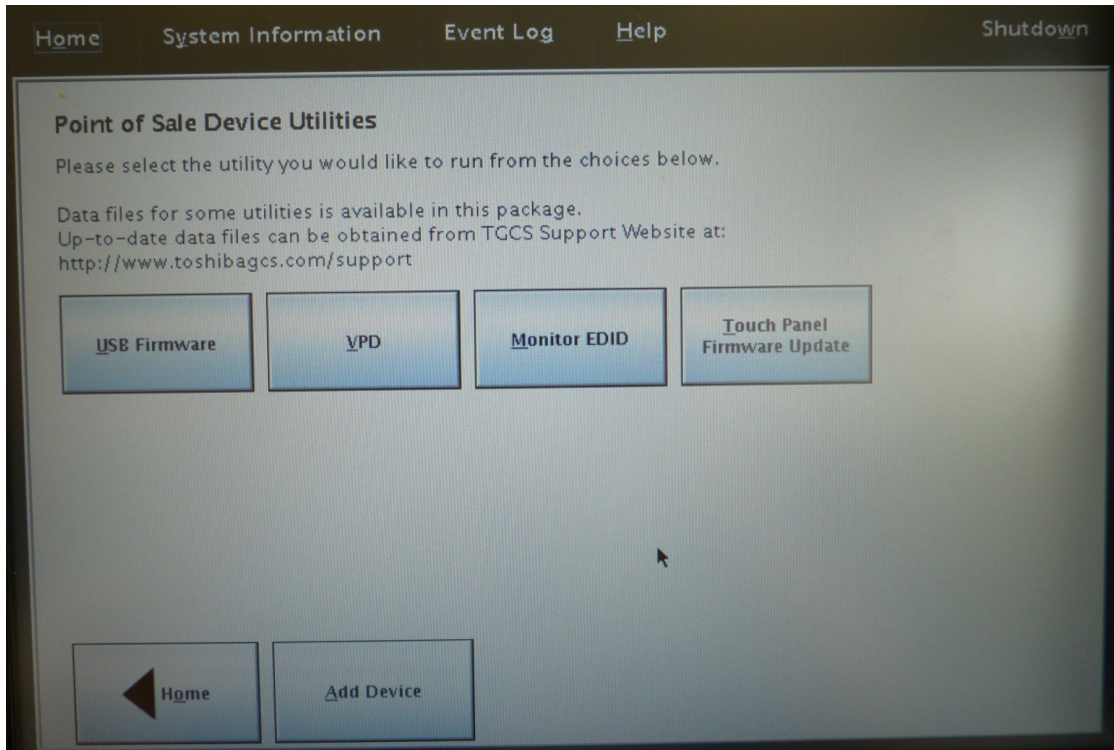 Home System Information Event Log Help Shutdown
Point of Sale Device Utilities
Please select the utility you would like to run from the choices below.
Data files for some utilities is available in this package.
Up-to-date data files can be obtained from TGCS Support Website at:
http://www.toshibagcs.com/support
USB Firmware VPD Monitor EDID Touch Panel
Firmware Update
Home Add Device